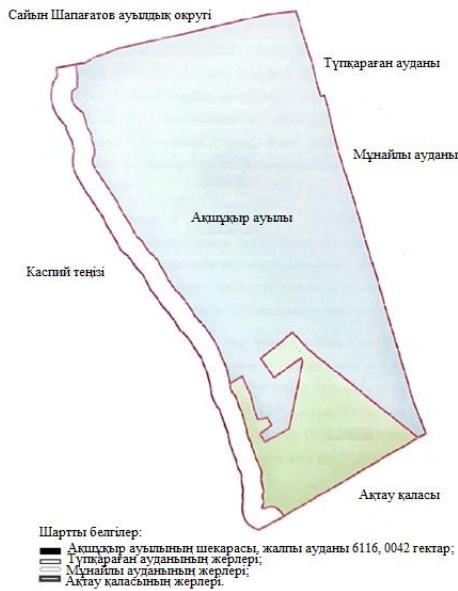 Сайын Шапағатов ауылдық округі
Түпқараған ауданы
Мұнайлы ауданы
Ақшұқыр ауылы
Каспий теңізі
Ақтау қаласы
Шартты белгілер:
Ақшұқыр ауылының шекарасы, жалпы ауданы 6116, 0042 гектар;
Түпқараған ауданының жерлері;
Мұнайлы ауданының жерлері;
Ақтау қаласының жерлері.